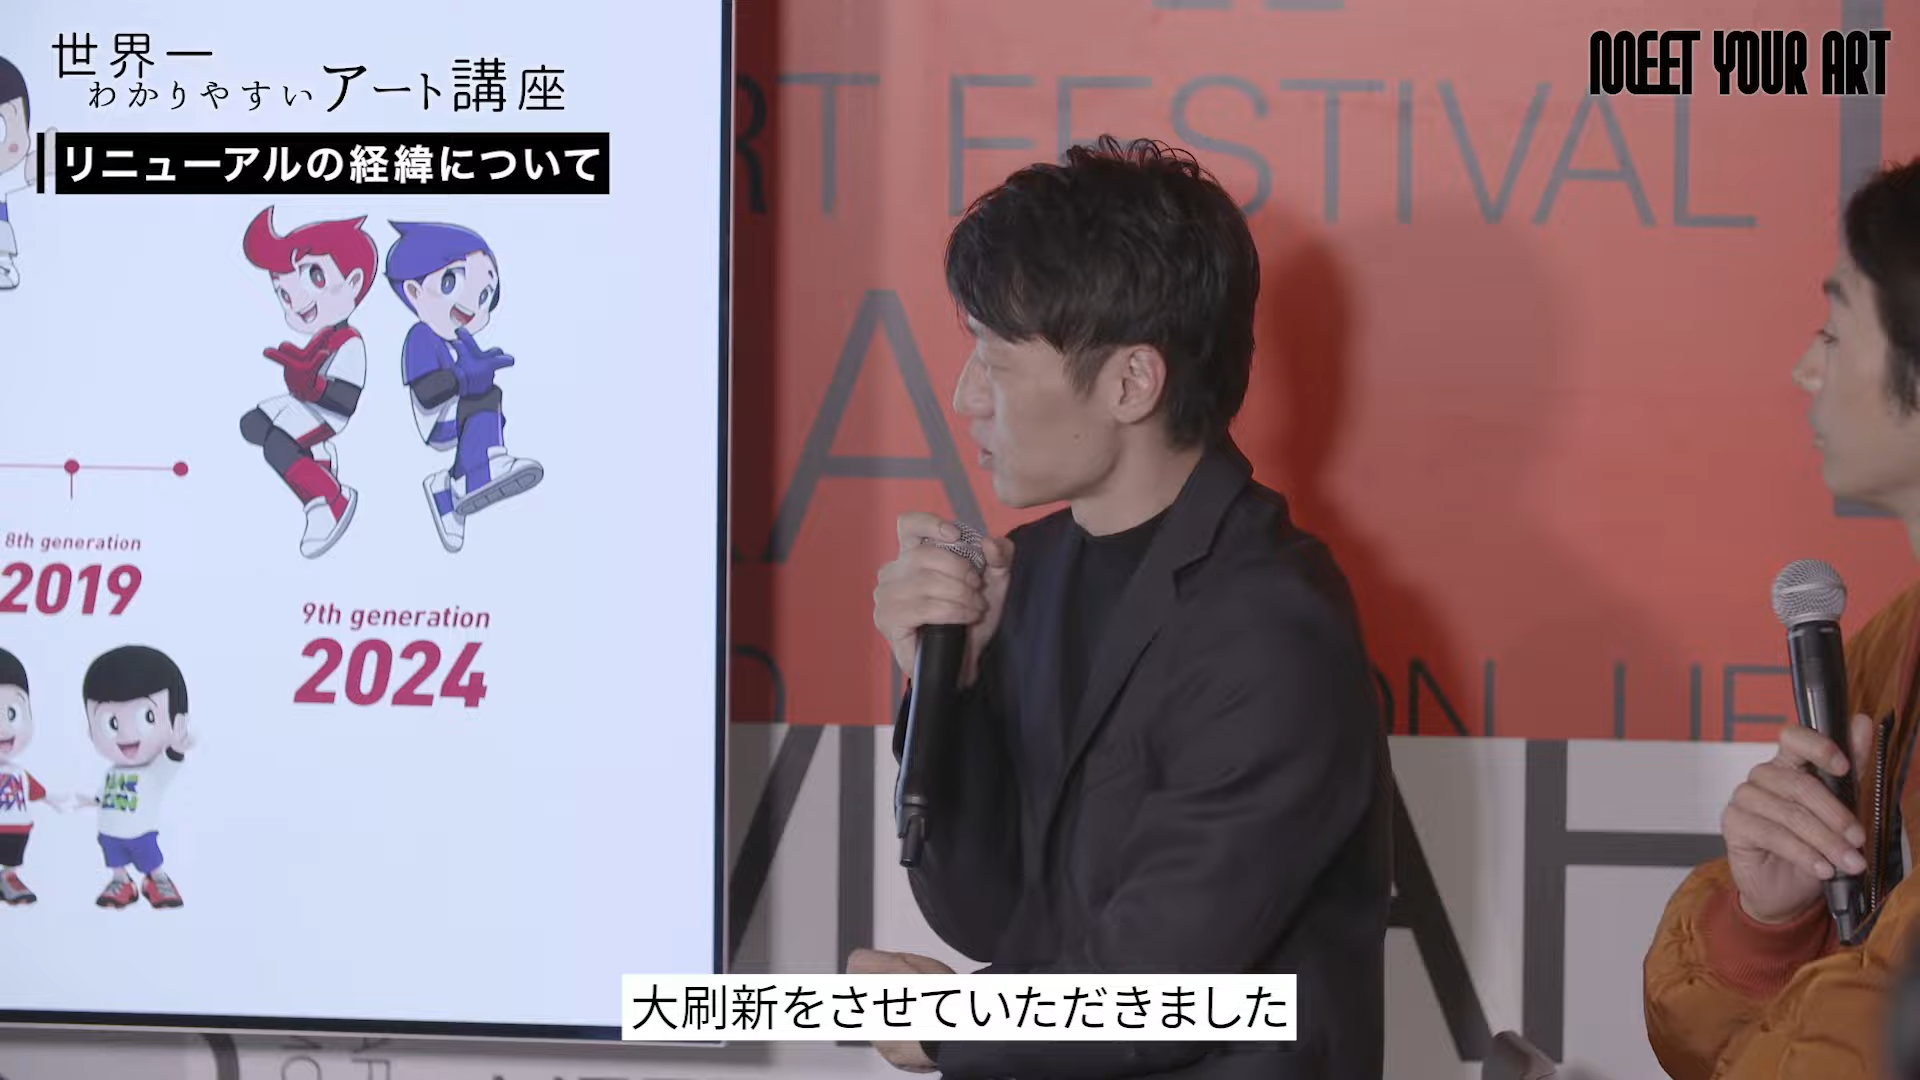 世界一
わかりやすいアート講座
リニューアルの経緯について
MEET YOUR ART
ART FESTIVAL
8th generation
2019
9th generation
2024
大刷新をさせていただきました